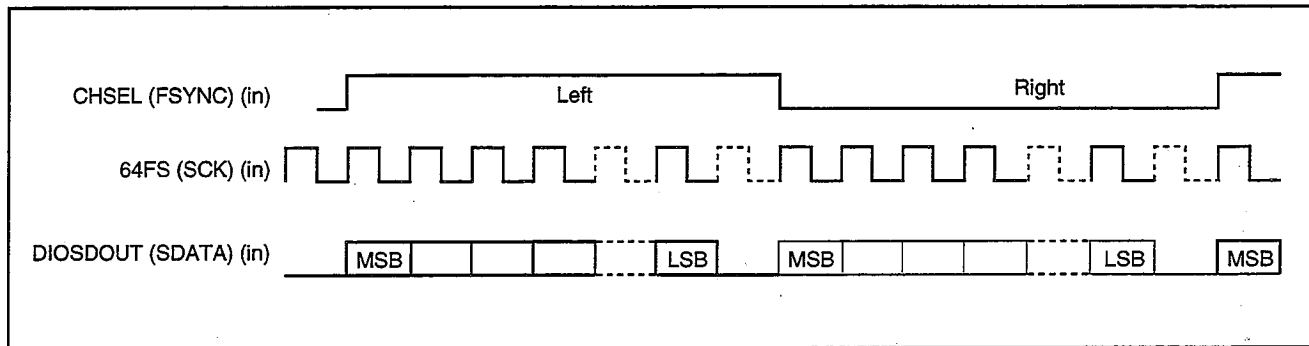 CHSEL (FSYNC) (in)
Left
Right
64FS (SCK) (in)
DIOSDOUT (SDATA) (in)
MSB
LSB
MSB
LSB
MSB